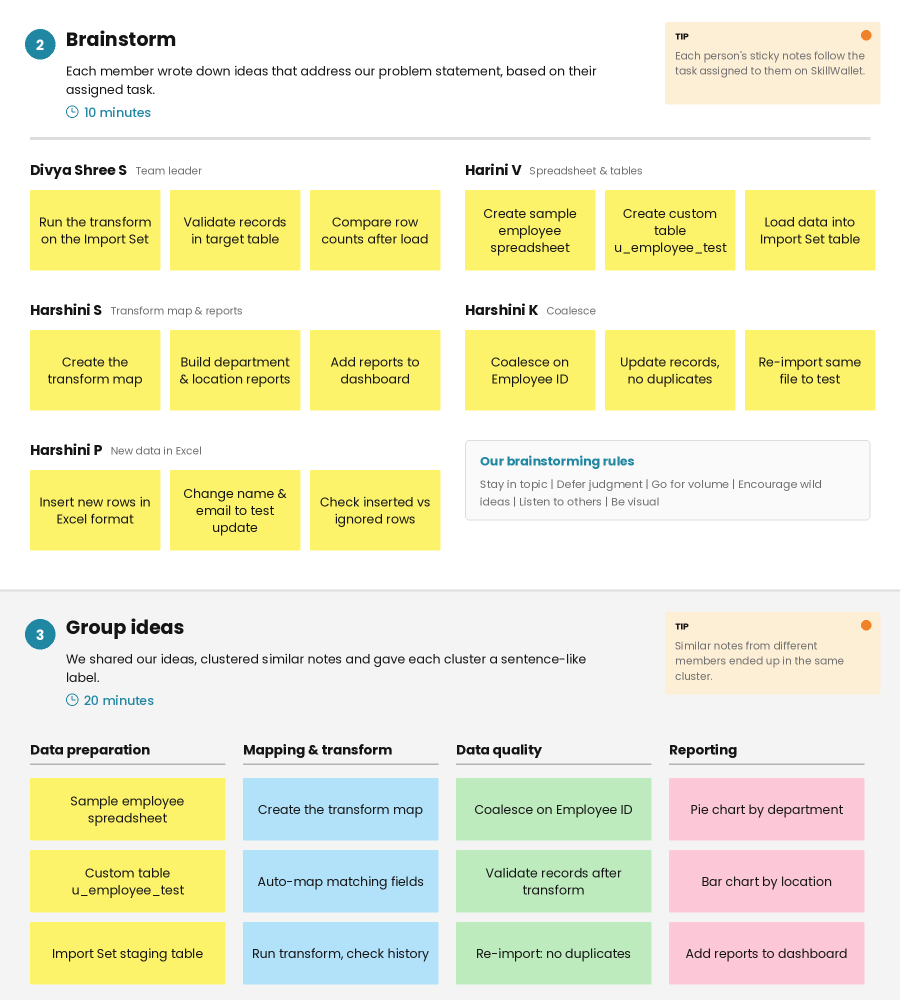 2
Brainstorm
Each member wrote down ideas that address our problem statement, based on their
assigned task.
10 minutes
TIP
Each person's sticky notes follow the
task assigned to them on SkillWallet.
Divya Shree S Team leader
Run the transform
on the Import Set
Validate records
in target table
Compare row
counts after load
Harini V Spreadsheet & tables
Create sample
employee
spreadsheet
Create custom
table
u_employee_test
Load data into
Import Set table
Harshini S Transform map & reports
Create the
transform map
Build department
& location reports
Add reports to
dashboard
Harshini K Coalesce
Coalesce on
Employee ID
Update records,
no duplicates
Re-import same
file to test
Harshini P New data in Excel
Insert new rows in
Excel format
Change name &
email to test
update
Check inserted vs
ignored rows
Our brainstorming rules
Stay in topic | Defer judgment | Go for volume | Encourage wild
ideas | Listen to others | Be visual
3
Group ideas
We shared our ideas, clustered similar notes and gave each cluster a sentence-like
label.
20 minutes
TIP
Similar notes from different
members ended up in the same
cluster.
Data preparation
Sample employee
spreadsheet
Custom table
u_employee_test
Import Set staging table
Mapping & transform
Create the transform map
Auto-map matching fields
Run transform, check history
Data quality
Coalesce on Employee ID
Validate records after
transform
Re-import: no duplicates
Reporting
Pie chart by department
Bar chart by location
Add reports to dashboard